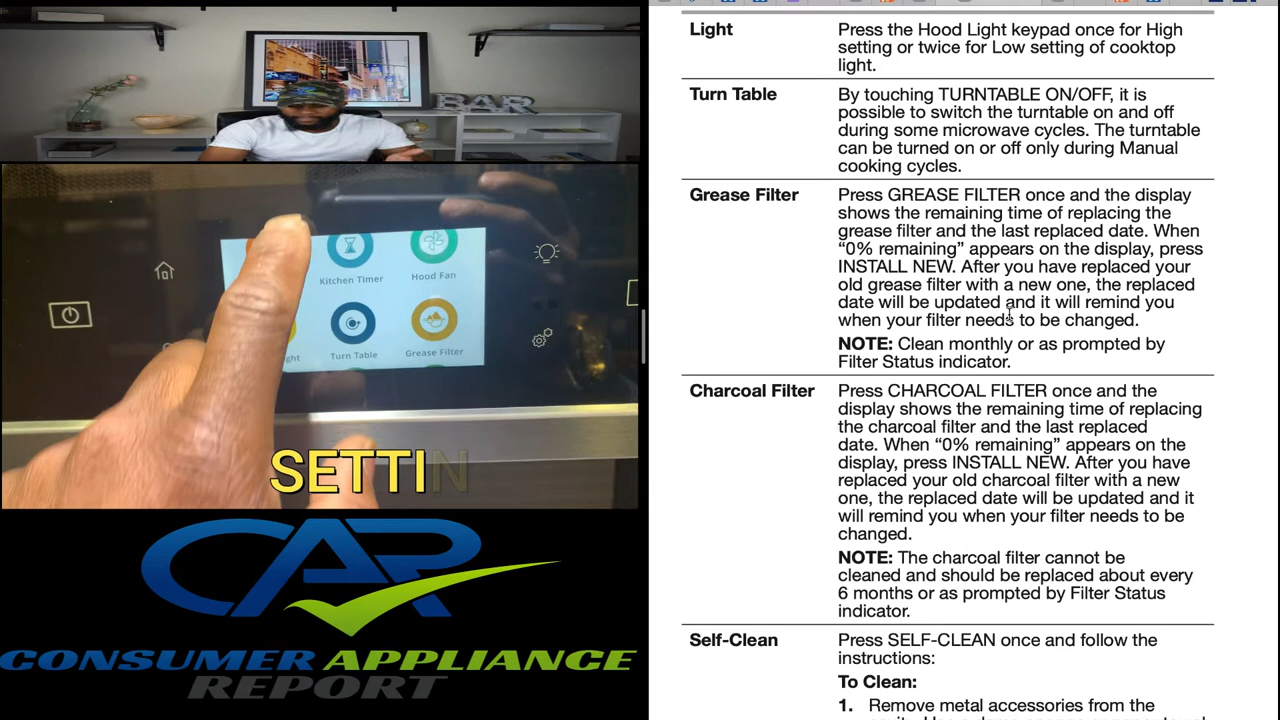 BAR
Kitchen Timer
Hood Fan
ght
Turn Table
Grease Filter
SETTIN
CAR
CONSUMER APPLIANCE
REPORT
Light
Press the Hood Light keypad once for High
setting or twice for Low setting of cooktop
light.
Turn Table
By touching TURNTABLE ON/OFF, it is
possible to switch the turntable on and off
during some microwave cycles. The turntable
can be turned on or off only during Manual
cooking cycles.
Grease Filter
Press GREASE FILTER once and the display
shows the remaining time of replacing the
grease filter and the last replaced date. When
“0% remaining” appears on the display, press
INSTALL NEW. After you have replaced your
old grease filter with a new one, the replaced
date will be updated and it will remind you
when your filter needs to be changed.
NOTE: Clean monthly or as prompted by
Filter Status indicator.
Charcoal Filter
Press CHARCOAL FILTER once and the
display shows the remaining time of replacing
the charcoal filter and the last replaced
date. When “0% remaining” appears on the
display, press INSTALL NEW. After you have
replaced your old charcoal filter with a new
one, the replaced date will be updated and it
will remind you when your filter needs to be
changed.
NOTE: The charcoal filter cannot be
cleaned and should be replaced about every
6 months or as prompted by Filter Status
indicator.
Self-Clean
Press SELF-CLEAN once and follow the
instructions:
To Clean:
1. Remove metal accessories from the